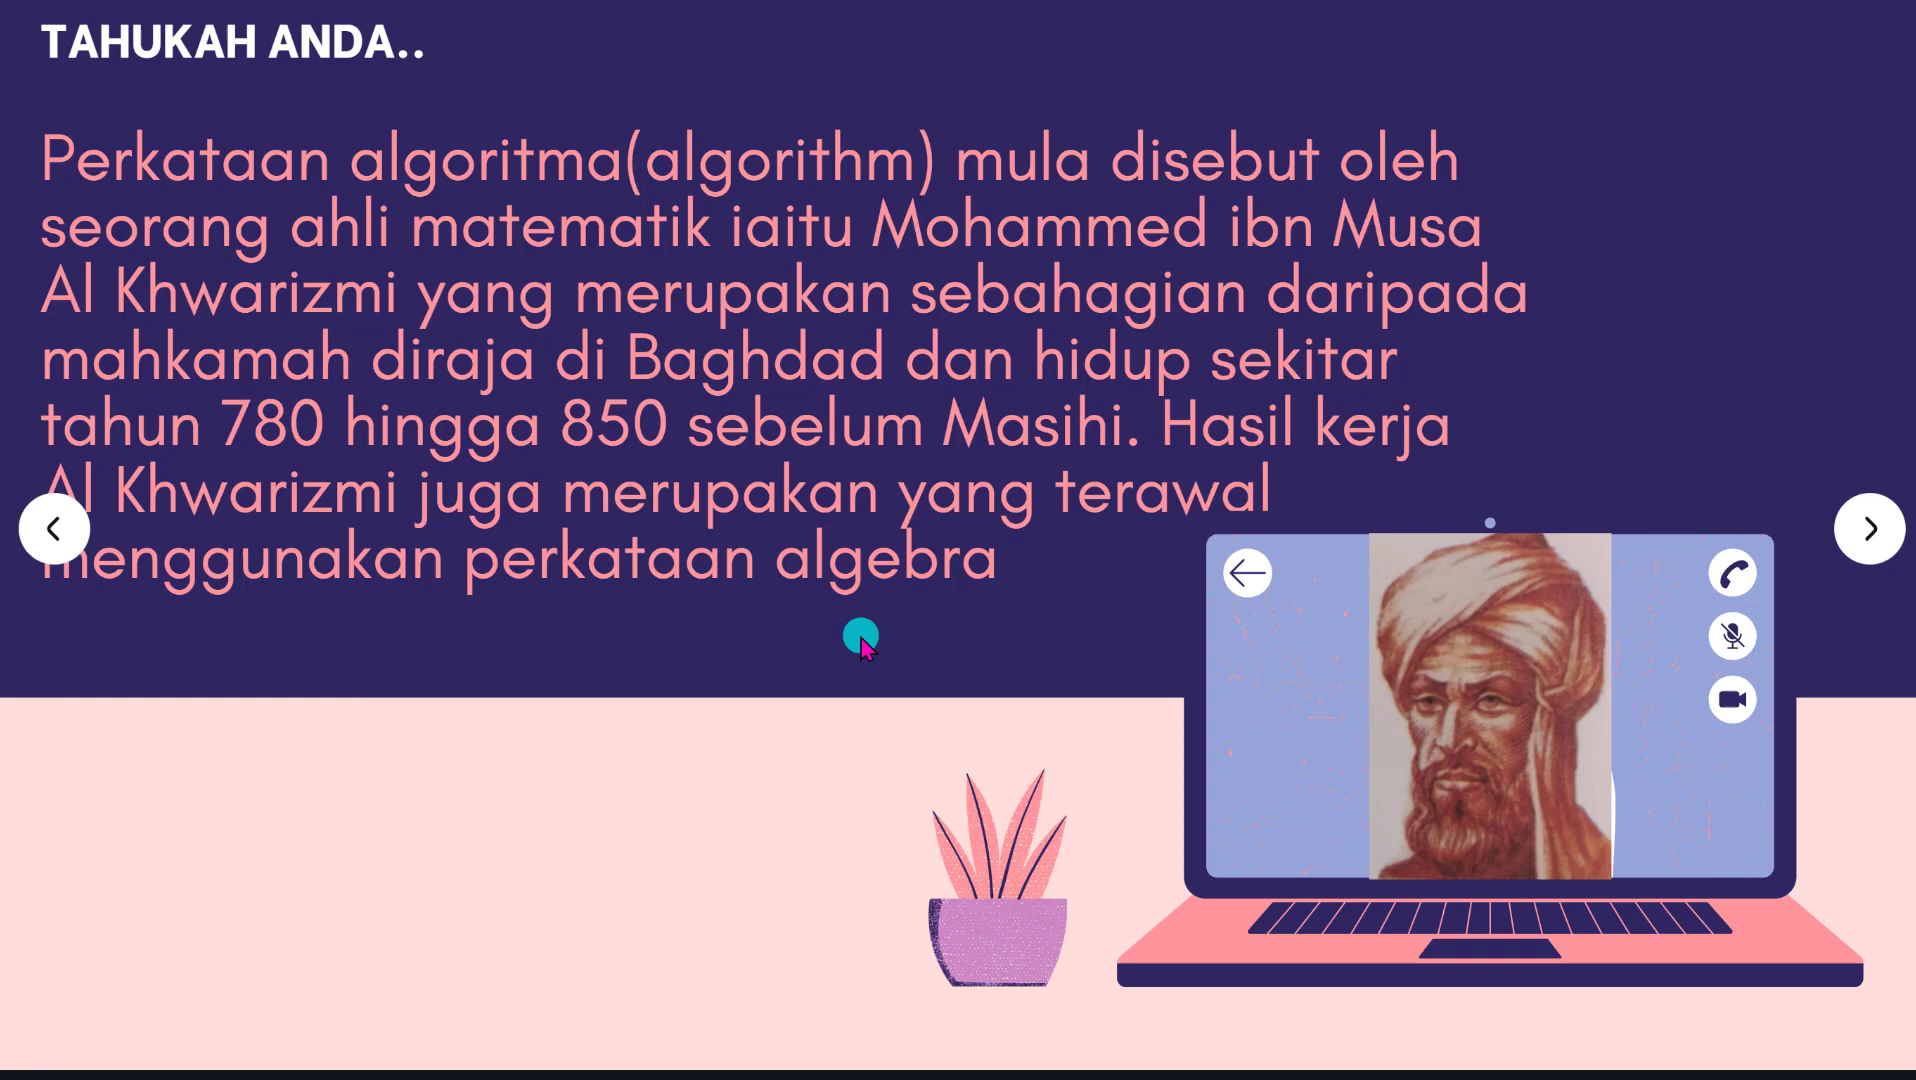 TAHUKAH ANDA..
Perkataan algoritma(algorithm) mula disebut oleh
seorang ahli matematik iaitu Mohammed ibn Musa
Al Khwarizmi yang merupakan sebahagian daripada
mahkamah diraja di Baghdad dan hidup sekitar
tahun 780 hingga 850 sebelum Masihi. Hasil kerja
Al Khwarizmi juga merupakan yang terawal
menggunakan perkataan algebra